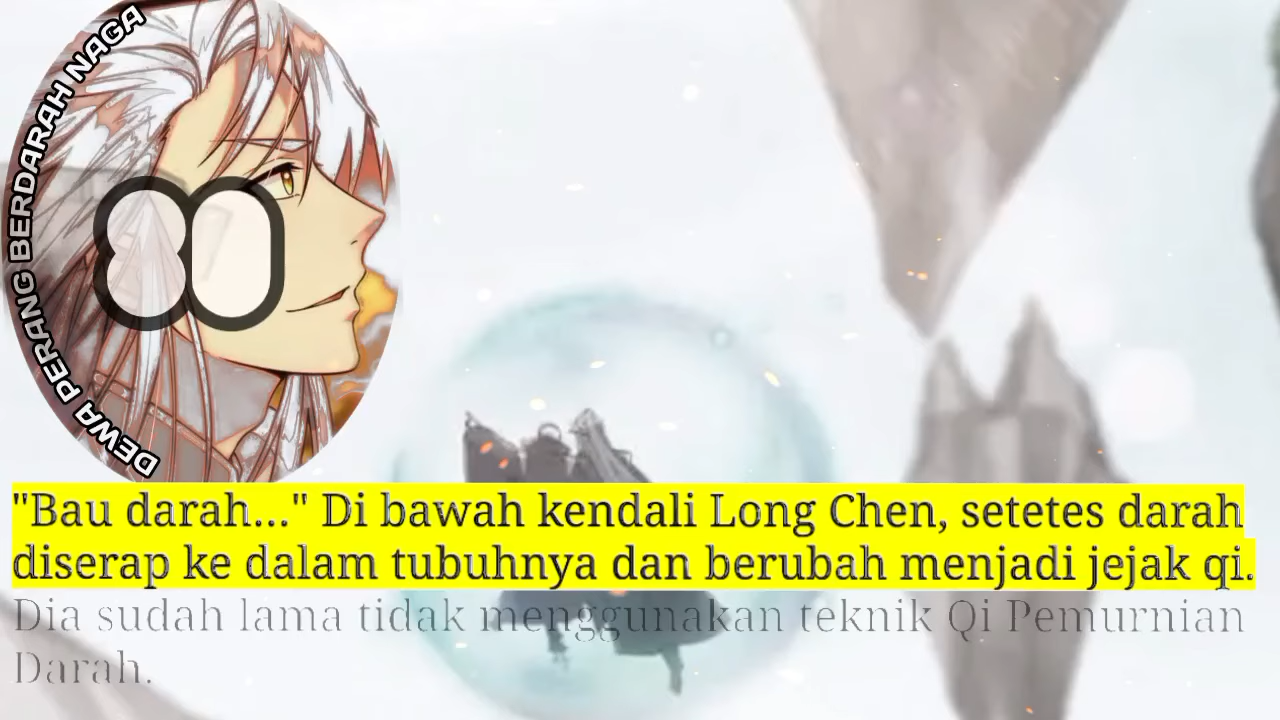 DEWA PERANG BERDARAH NAGA
80
"Bau darah..." Di bawah kendali Long Chen, setetes darah
diserap ke dalam tubuhnya dan berubah menjadi jejak qi.
Dia sudah lama tidak menggunakan teknik Qi Pemurnian
Darah.